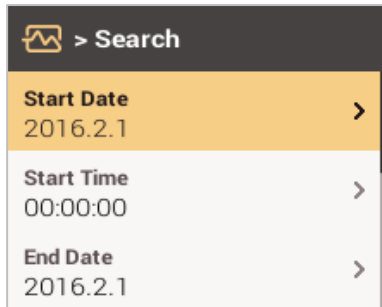 > Search
Start Date
2016.2.1
Start Time
00:00:00
End Date
2016.2.1